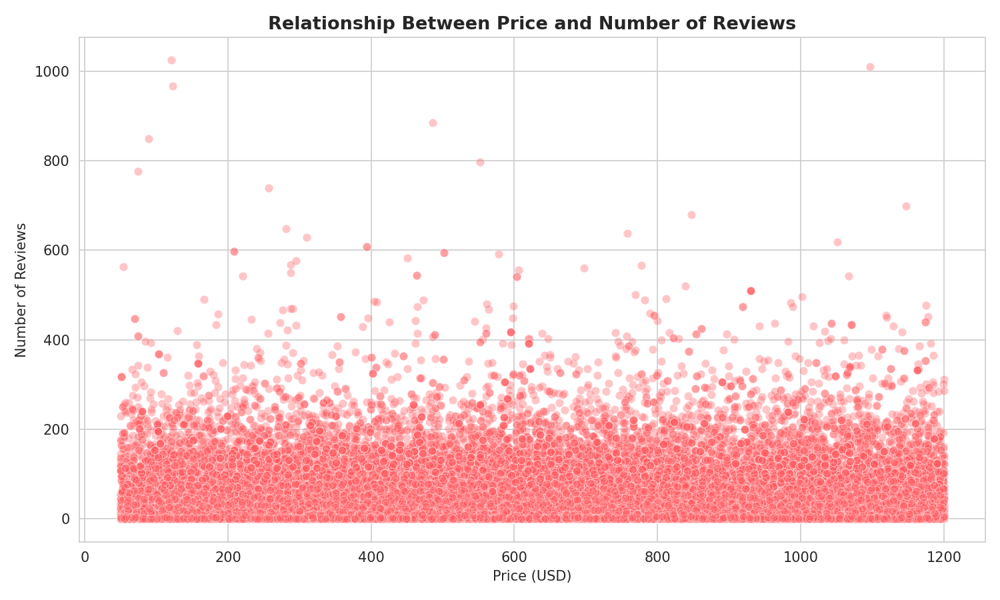 Relationship Between Price and Number of Reviews
1000
800
600
400
200
0
Number of Reviews
0 200 400 600 800 1000 1200
Price (USD)